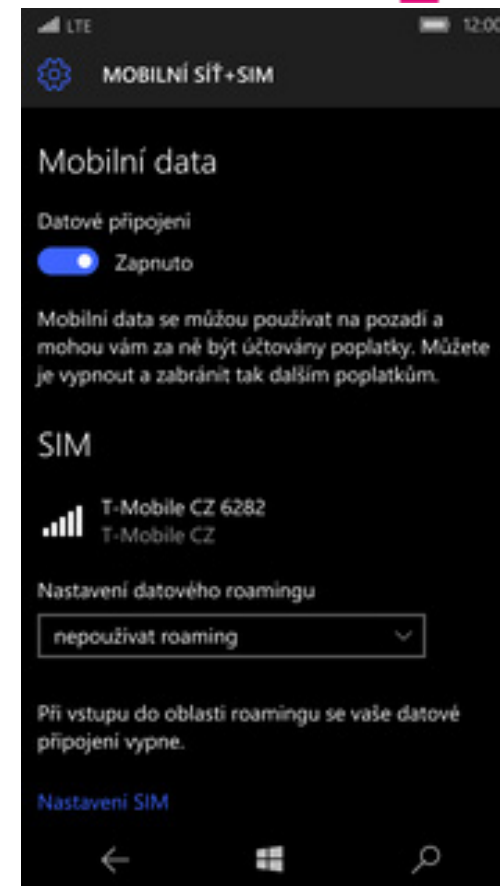 LTE
12:00
MOBILNÍ SÍŤ+SIM
Mobilní data
Datové připojení
Zapnuto
Mobilní data se můžou používat na pozadí a
mohou vám za ně být účtovány poplatky. Můžete
je vypnout a zabránit tak dalším poplatkům.
SIM
T-Mobile CZ 6282
T-Mobile CZ
Nastavení datového roamingu
nepoužívat roaming
Při vstupu do oblasti roamingu se vaše datové
připojení vypne.
Nastavení SIM